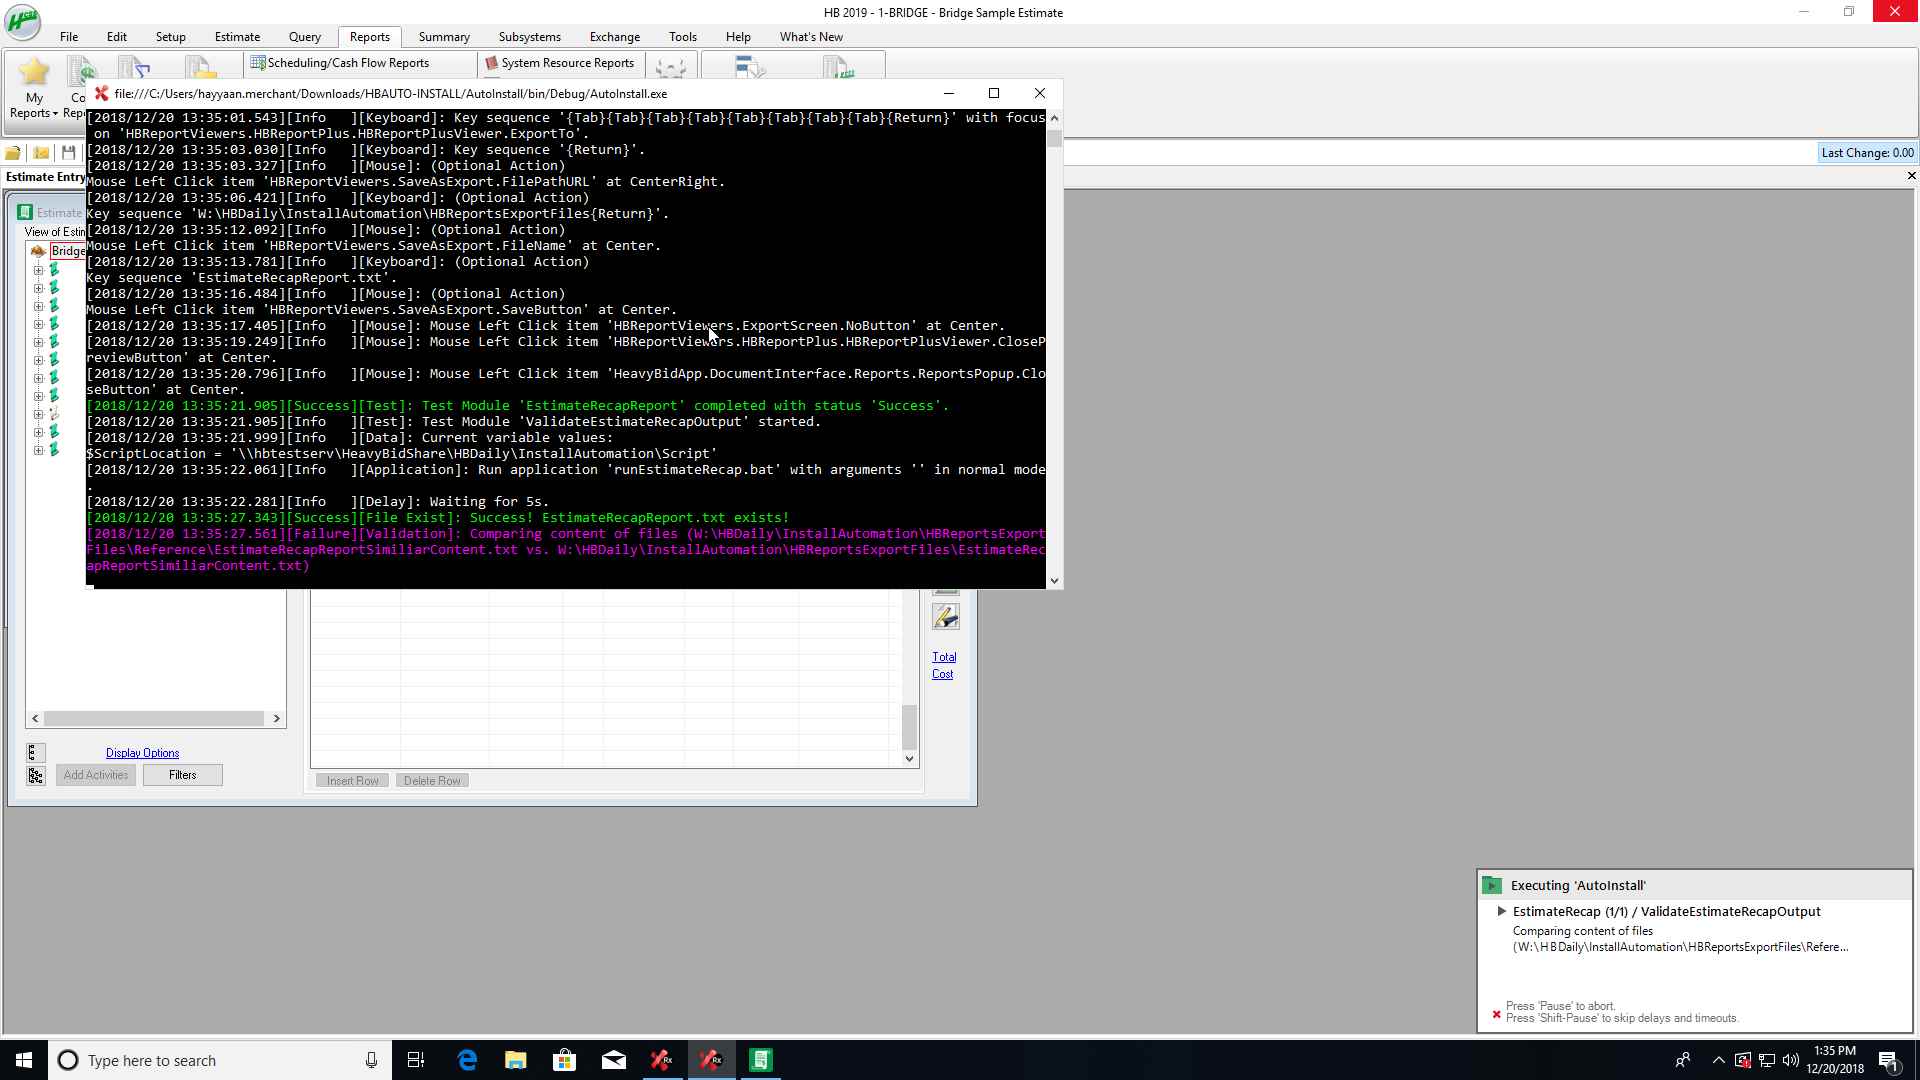 HB 2019 - 1-BRIDGE - Bridge Sample Estimate
File Edit Setup Estimate Query Reports Summary Subsystems Exchange Tools Help What's New
Scheduling/Cash Flow Reports
System Resource Reports
My
Reports
Co
Rep
file:///C:/Users/hayyaan.merchant/Downloads/HBAUTO-INSTALL/AutoInstall/bin/Debug/AutoInstall.exe
Last Change: 0.00
Estimate Entry
Estimate
View of Estim
Bridge
[2018/12/20 13:35:01.543][Info   ][Keyboard]: Key sequence '{Tab}{Tab}{Tab}{Tab}{Tab}{Tab}{Tab}{Tab}{Return}' with focus
on 'HBReportViewers.HBReportPlus.HBReportPlusViewer.ExportTo'.
[2018/12/20 13:35:03.030][Info   ][Keyboard]: Key sequence '{Return}'.
[2018/12/20 13:35:03.327][Info   ][Mouse]: (Optional Action)
Mouse Left Click item 'HBReportViewers.SaveAsExport.FilePathURL' at CenterRight.
[2018/12/20 13:35:06.421][Info   ][Keyboard]: (Optional Action)
Key sequence 'W:\HBDaily\InstallAutomation\HBReportsExportFiles{Return}'.
[2018/12/20 13:35:12.092][Info   ][Mouse]: (Optional Action)
Mouse Left Click item 'HBReportViewers.SaveAsExport.FileName' at Center.
[2018/12/20 13:35:13.781][Info   ][Keyboard]: (Optional Action)
Key sequence 'EstimateRecapReport.txt'.
[2018/12/20 13:35:16.484][Info   ][Mouse]: (Optional Action)
Mouse Left Click item 'HBReportViewers.SaveAsExport.SaveButton' at Center.
[2018/12/20 13:35:17.405][Info   ][Mouse]: Mouse Left Click item 'HBReportViewers.ExportScreen.NoButton' at Center.
[2018/12/20 13:35:19.249][Info   ][Mouse]: Mouse Left Click item 'HBReportViewers.HBReportPlus.HBReportPlusViewer.CloseP
reviewButton' at Center.
[2018/12/20 13:35:20.796][Info   ][Mouse]: Mouse Left Click item 'HeavyBidApp.DocumentInterface.Reports.ReportsPopup.Clo
seButton' at Center.
[2018/12/20 13:35:21.905][Success][Test]: Test Module 'EstimateRecapReport' completed with status 'Success'.
[2018/12/20 13:35:21.905][Info   ][Test]: Test Module 'ValidateEstimateRecapOutput' started.
[2018/12/20 13:35:21.999][Info   ][Data]: Current variable values:
$ScriptLocation = '\\hbtestserv\HeavyBidShare\HBDaily\InstallAutomation\Script'
[2018/12/20 13:35:22.061][Info   ][Application]: Run application 'runEstimateRecap.bat' with arguments '' in normal mode
.
[2018/12/20 13:35:22.281][Info   ][Delay]: Waiting for 5s.
[2018/12/20 13:35:27.343][Success][File Exist]: Success! EstimateRecapReport.txt exists!
[2018/12/20 13:35:27.561][Failure][Validation]: Comparing content of files (W:\HBDaily\InstallAutomation\HBReportsExport
Files\Reference\EstimateRecapReportSimiliarContent.txt vs. W:\HBDaily\InstallAutomation\HBReportsExportFiles\EstimateRec
apReportSimiliarContent.txt)
Total
Cost
Display Options
Add Activities
Filters
Insert Row
Delete Row
Executing 'AutoInstall'
EstimateRecap (1/1) / ValidateEstimateRecapOutput
Comparing content of files
(W:\HBDaily\InstallAutomation\HBReportsExportFiles\Refere...
Press 'Pause' to abort.
Press 'Shift-Pause' to skip delays and timeouts.
Type here to search
1:35 PM
12/20/2018
1